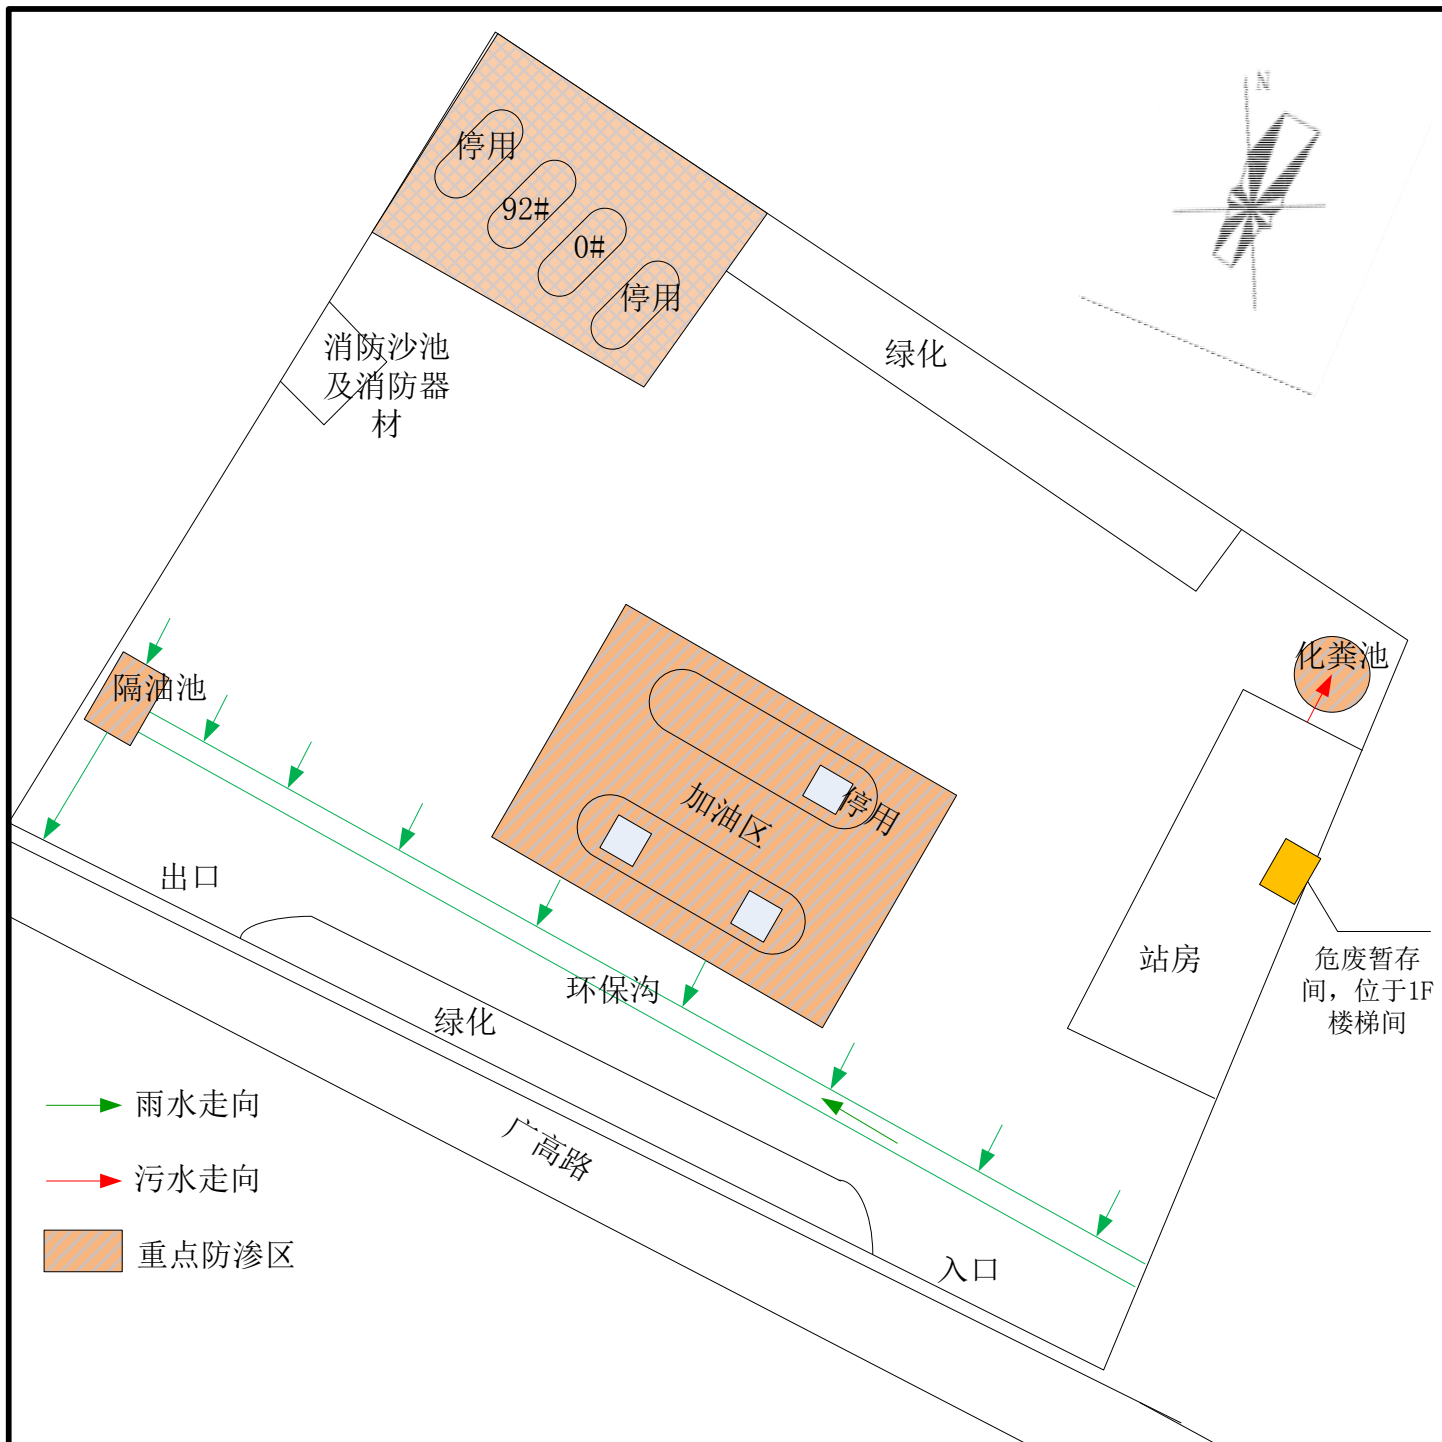 N
停用
92#
0#
停用
消防沙池
及消防器
材
绿化
化粪池
隔油池
加油区
停用
出口
站房
危废暂存
间，位于1F
楼梯间
环保沟
绿化
广高路
入口
雨水走向
污水走向
重点防渗区